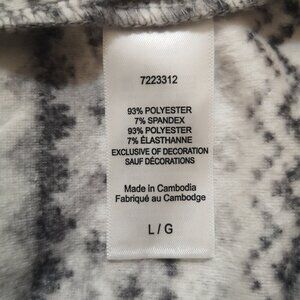 7223312
93% POLYESTER
7% SPANDEX
93% POLYESTER
7% ÉLASTHANNE
EXCLUSIVE OF DECORATION
SAUF DÉCORATIONS
Made in Cambodia
Fabriqué au Cambodge
L / G